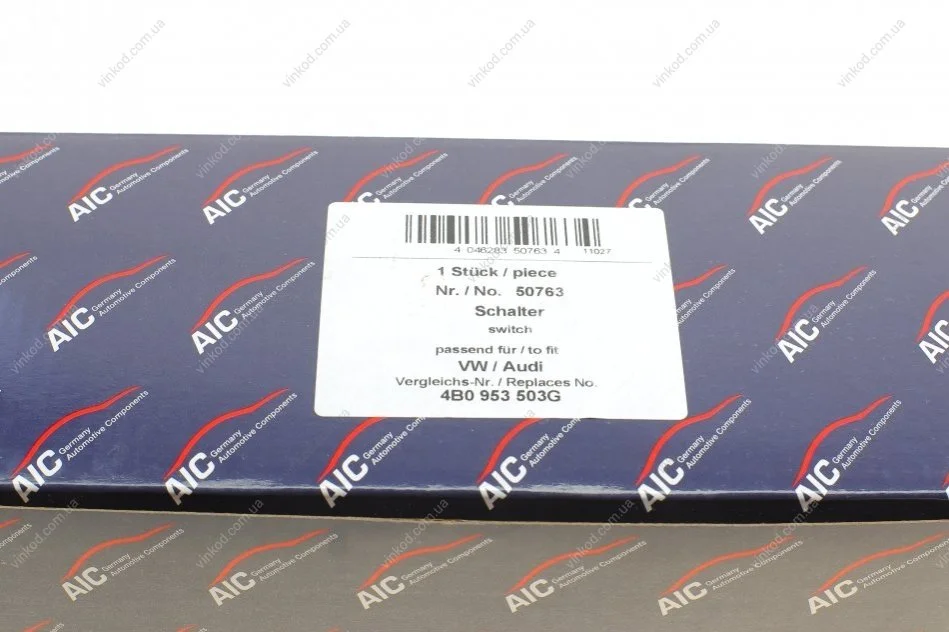 4 046283 50763 4 11027
1 Stück / piece
Nr. / No. 50763
Schalter
switch
passend für / to fit
VW / Audi
Vergleichs-Nr. / Replaces No.
4B0 953 503G
AIC Germany
Automotive Components
vinkod.com.ua